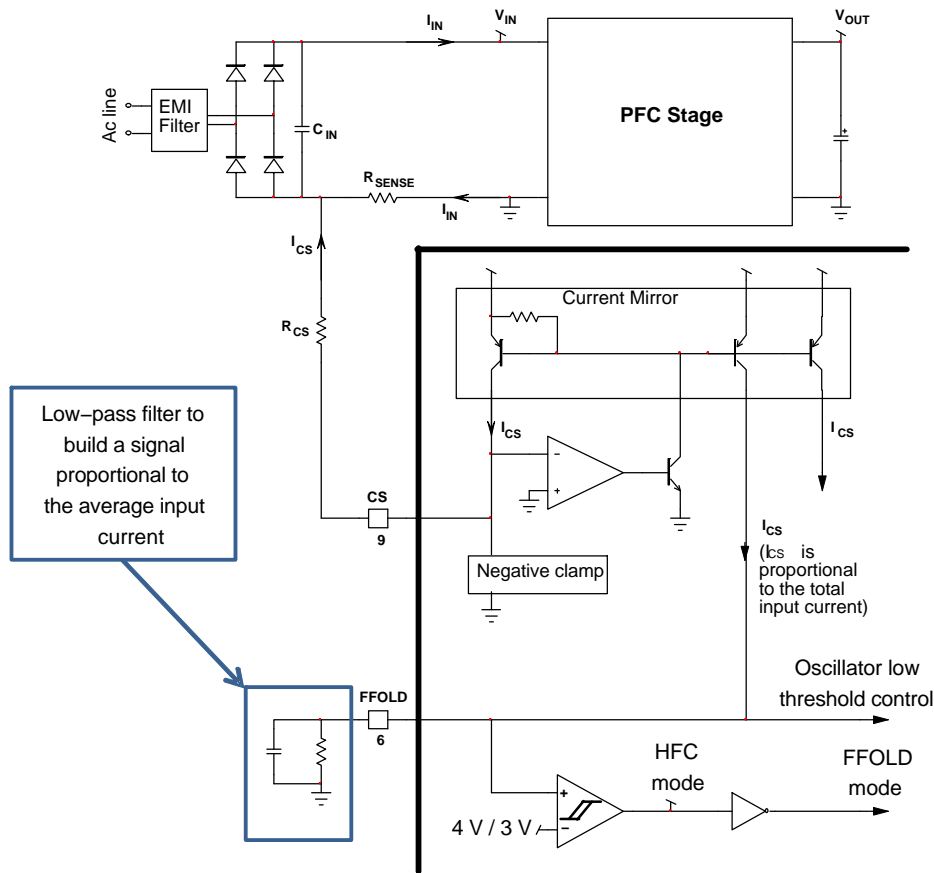 I_IN
V_IN
V_OUT
Ac line
EMI
Filter
C_IN
PFC Stage
R_SENSE
I_IN
I_CS
R_CS
Current Mirror
I_CS
I_CS
Low−pass filter to
build a signal
proportional to
the average input
current
CS
9
Negative clamp
I_CS
(I_CS is
proportional
to the total
input current)
FFOLD
6
Oscillator low
threshold control
HFC
mode
FFOLD
mode
4 V / 3 V
+
−
+
−
+